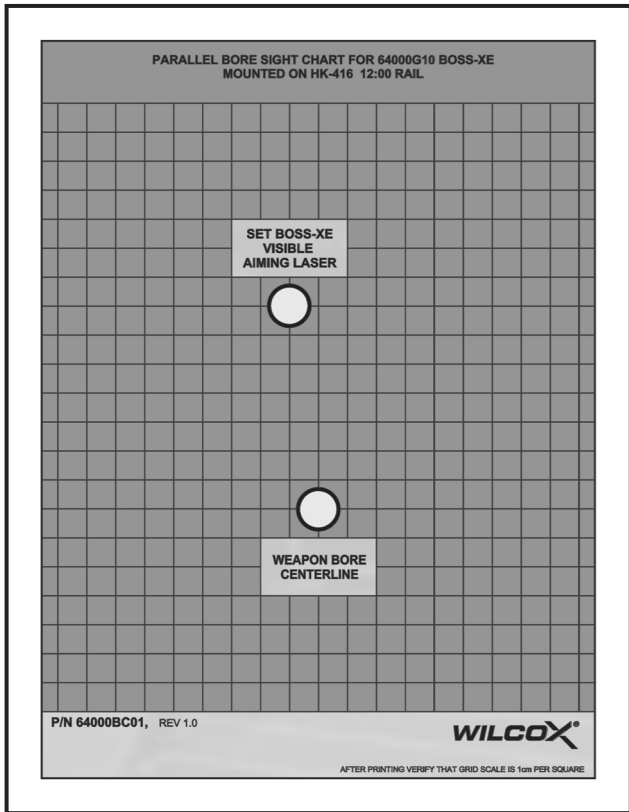 PARALLEL BORE SIGHT CHART FOR 64000G10 BOSS-XE
MOUNTED ON HK-416 12:00 RAIL
SET BOSS-XE
VISIBLE
AIMING LASER
WEAPON BORE
CENTERLINE
P/N 64000BC01, REV 1.0
WILCOX®
AFTER PRINTING VERIFY THAT GRID SCALE IS 1cm PER SQUARE